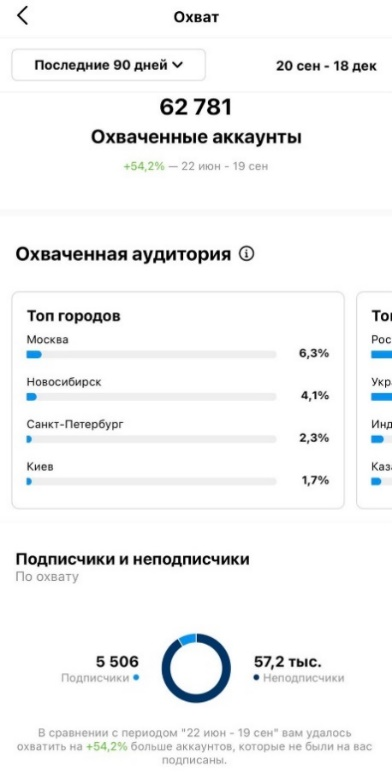 Охват
Последние 90 дней
20 сен - 18 дек
62 781
Охваченные аккаунты
+54,2% — 22 июн - 19 сен
Охваченная аудитория
Топ городов
Москва
6,3%
Новосибирск
4,1%
Санкт-Петербург
2,3%
Киев
1,7%
То
Рос
Укр
Инд
Каз
Подписчики и неподписчики
По охвату
5 506
Подписчики
57,2 тыс.
Неподписчики
В сравнении с периодом "22 июн - 19 сен" вам удалось
охватить на +54,2% больше аккаунтов, которые не были на вас
подписаны.